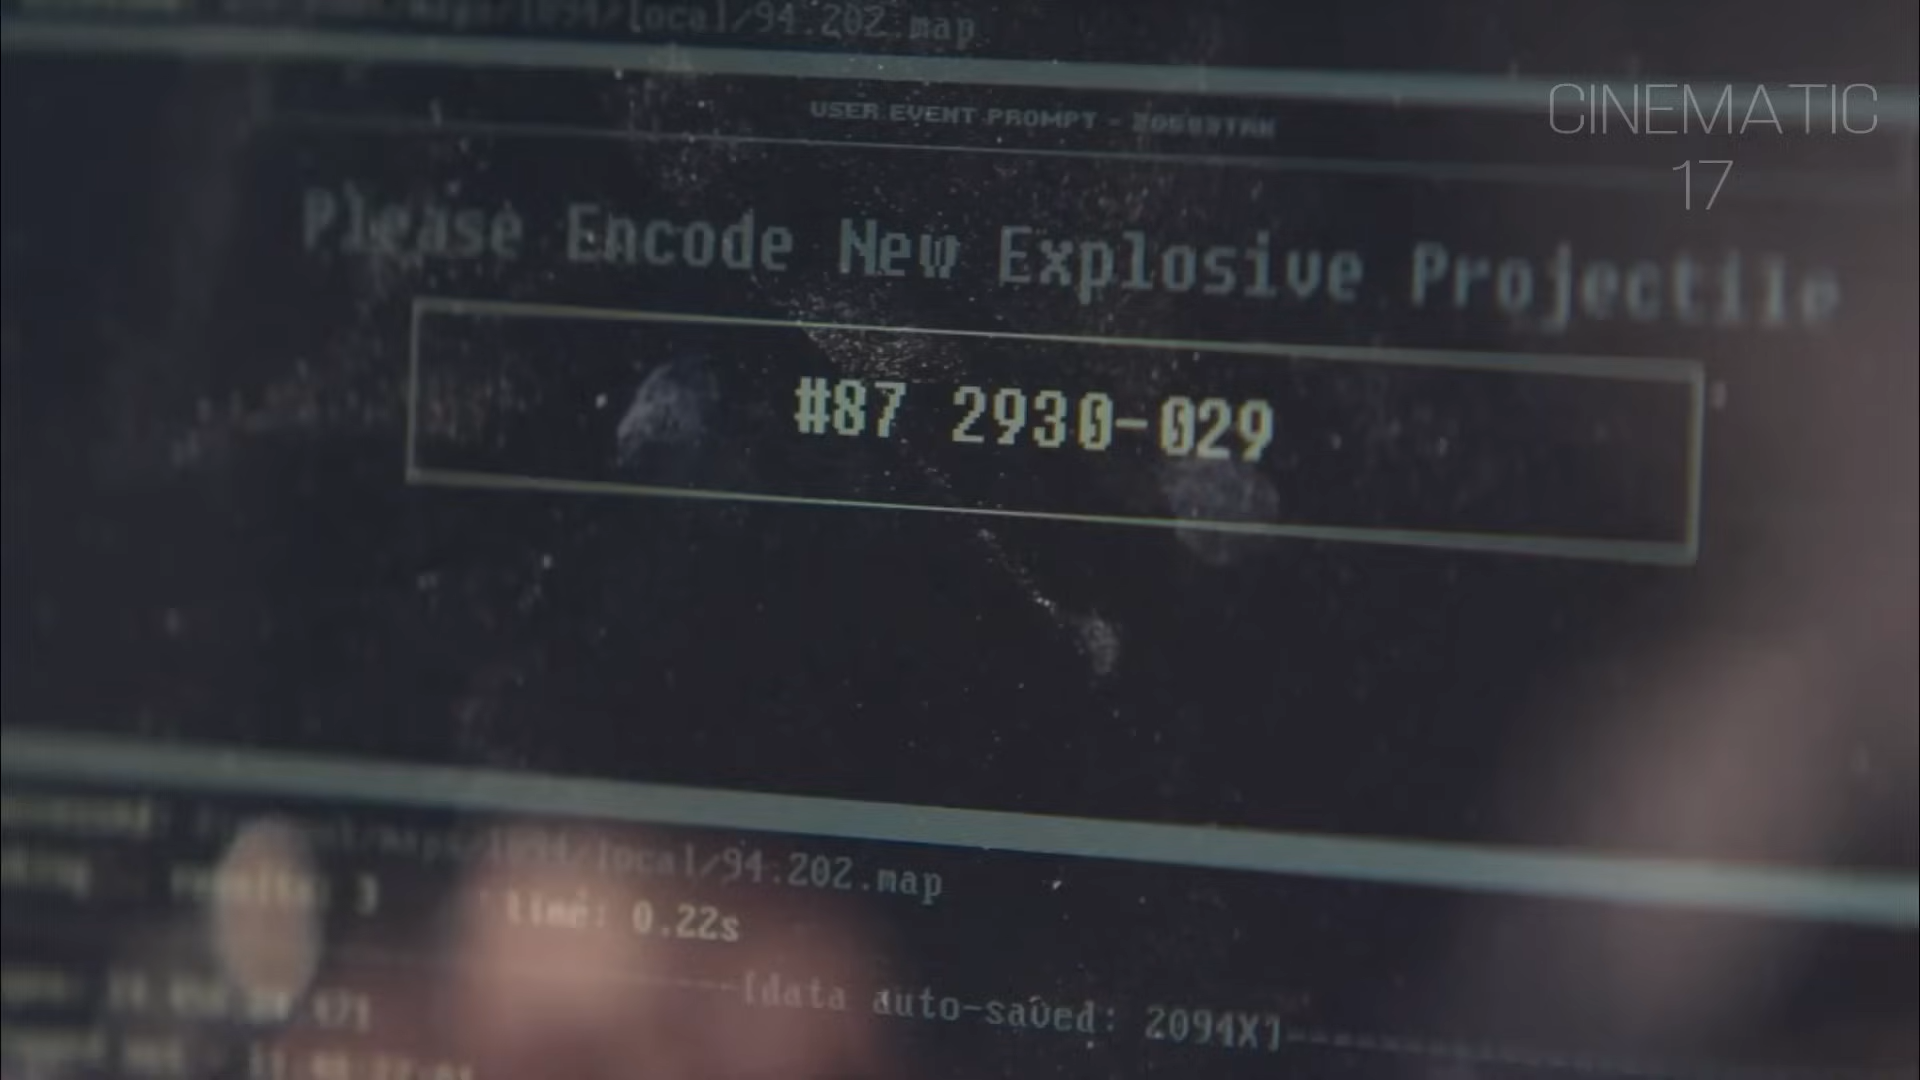 local/94.202.map
CINEMATIC
17
USER EVENT PROMPT -
Please Encode New Explosive Projectile
#87 2930-029
local/94.202.map
time: 0.22s
[data auto-saved: 2094X]